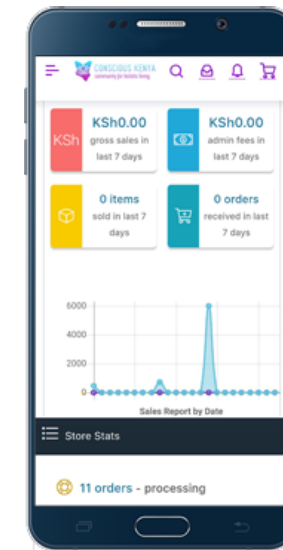 CONSCIOUS KENYA
community for holistic living
KSh
KSh0.00
gross sales in
last 7 days
KSh0.00
admin fees in
last 7 days
0 items
sold in last 7
days
0 orders
received in last
7 days
6000
4000
2000
0
Sales Report by Date
Store Stats
11 orders - processing